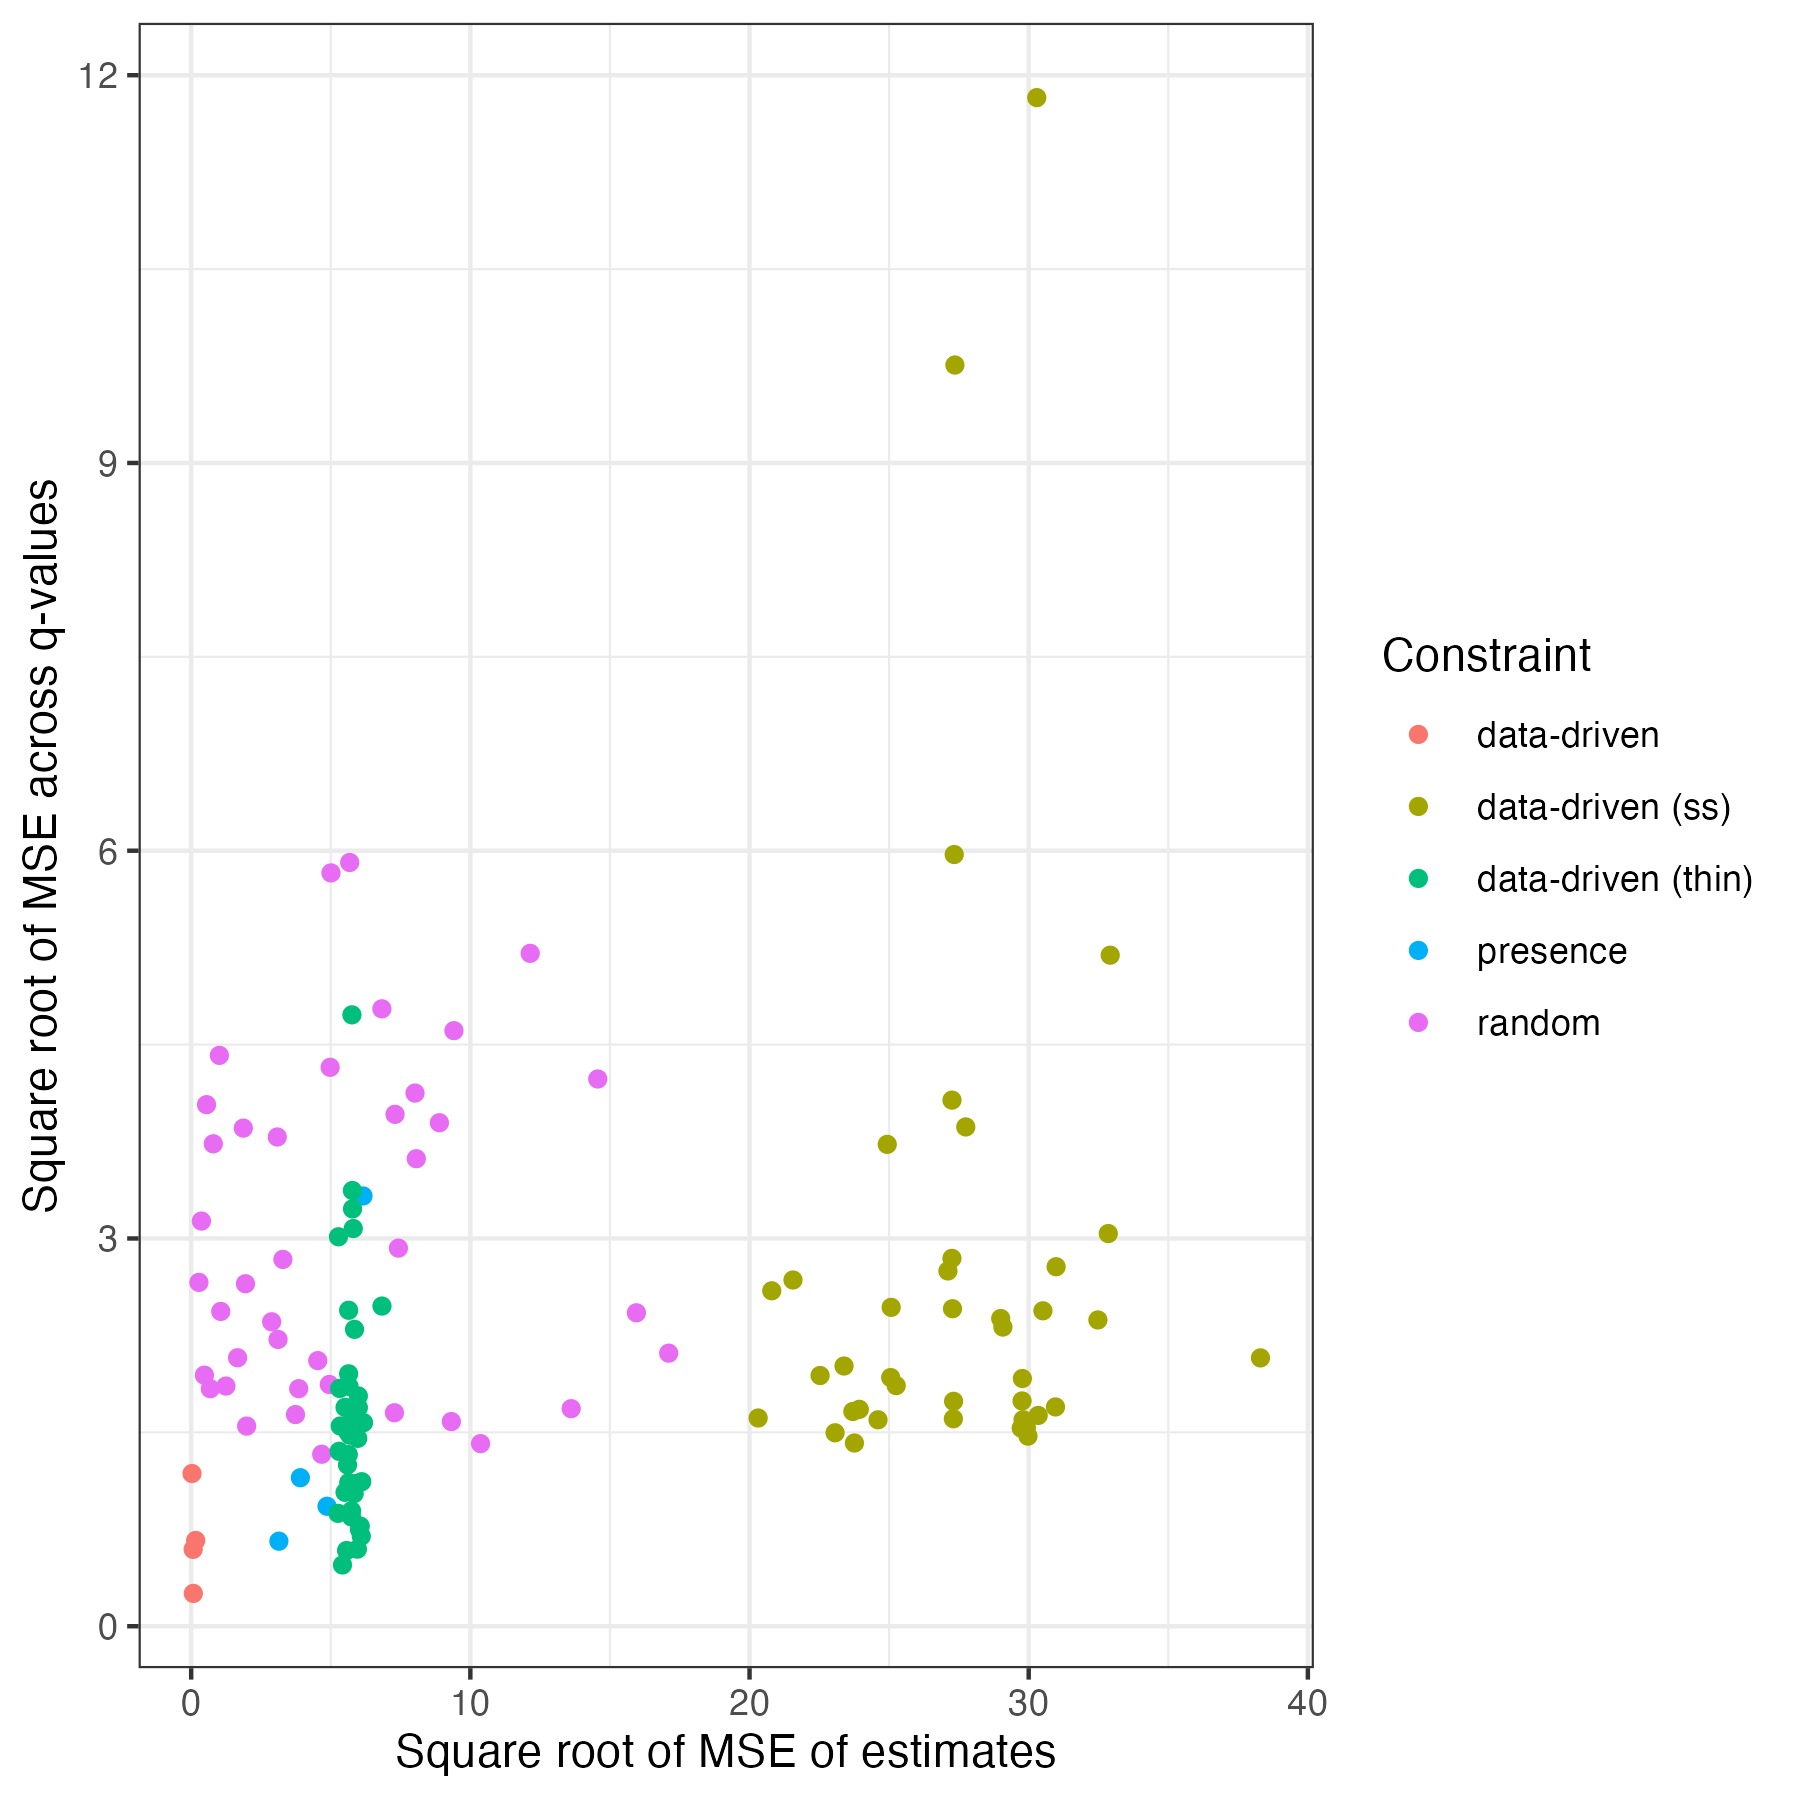 Square root of MSE across q-values
12
9
6
3
0
0 10 20 30 40
Square root of MSE of estimates
Constraint
data-driven
data-driven (ss)
data-driven (thin)
presence
random